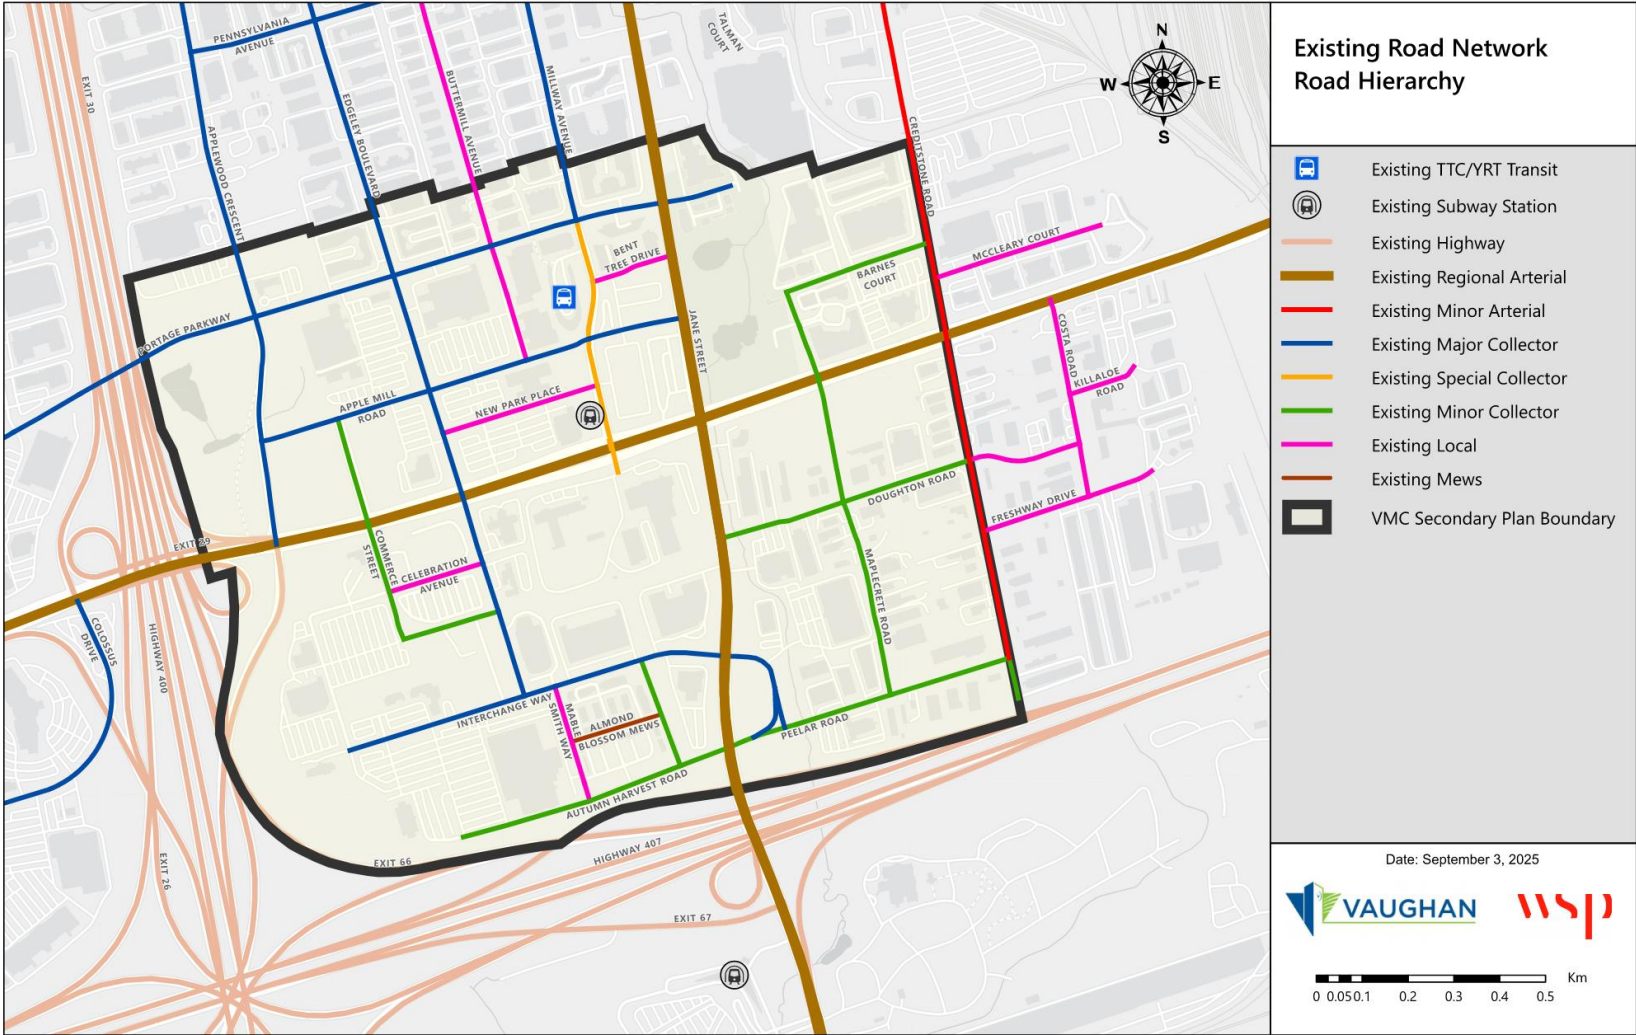 PENNSYLVANIA
AVENUE
TALMAN
COURT
EXIT 30
BUTTERMILL AVENUE
MILLWAY AVENUE
EDGELEY BOULEVARD
APPLEWOOD CRESCENT
CREDITSTONE ROAD
N
W
E
S
BENT
TREE DRIVE
MCCLEARY COURT
BARNES
COURT
PORTAGE PARKWAY
JANE STREET
COSTA ROAD
KILLALOE
ROAD
APPLE MILL
ROAD
NEW PARK PLACE
DOUGHTON ROAD
FRESHWAY DRIVE
EXIT 29
COMMERCE
STREET
CELEBRATION
AVENUE
MAPLECRETE ROAD
COLOSSUS
DRIVE
HIGHWAY 400
INTERCHANGE WAY
MABLE
SMITH WAY
ALMOND
BLOSSOM MEWS
PEELAR ROAD
AUTUMN HARVEST ROAD
EXIT 66
HIGHWAY 407
EXIT 26
EXIT 67
Existing Road Network
Road Hierarchy
Existing TTC/YRT Transit
Existing Subway Station
Existing Highway
Existing Regional Arterial
Existing Minor Arterial
Existing Major Collector
Existing Special Collector
Existing Minor Collector
Existing Local
Existing Mews
VMC Secondary Plan Boundary
Date: September 3, 2025
VAUGHAN
wsp
Km
0 0.05 0.1 0.2 0.3 0.4 0.5